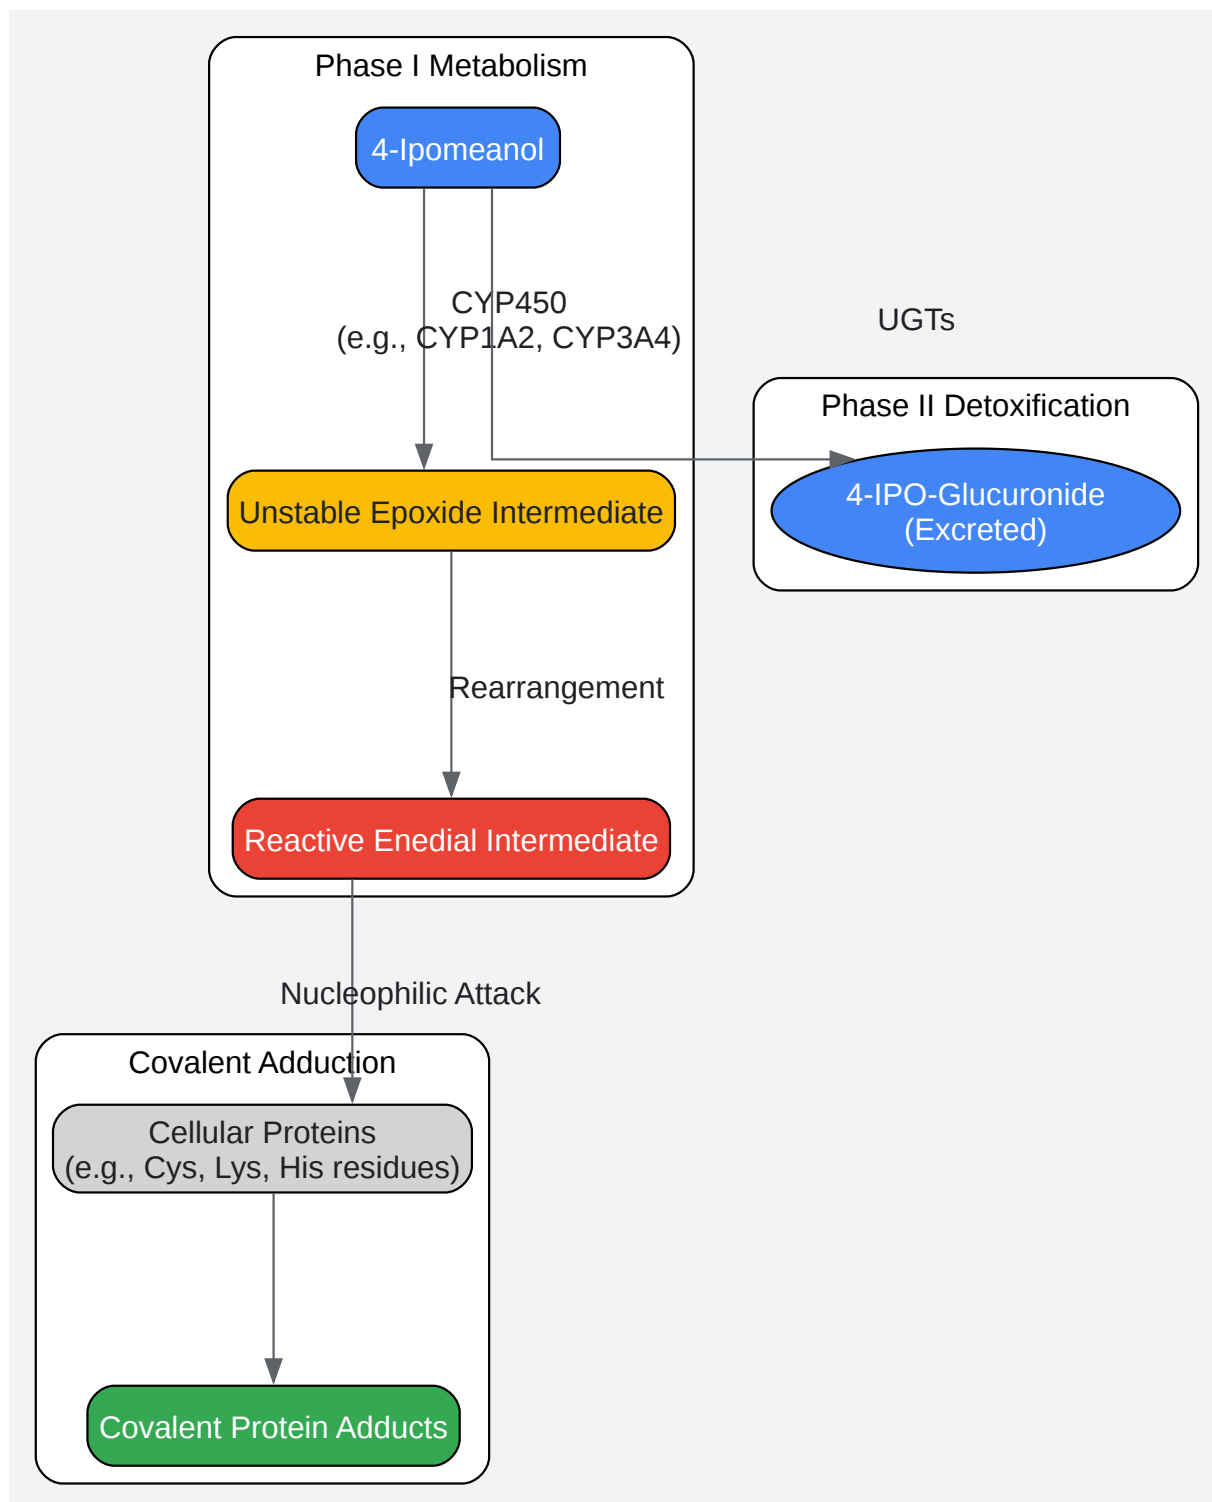 Phase I Metabolism
4-Ipomeanol
CYP450
(e.g., CYP1A2, CYP3A4)
UGTs
Phase II Detoxification
4-IPO-Glucuronide
(Excreted)
Unstable Epoxide Intermediate
Rearrangement
Reactive Enedial Intermediate
Nucleophilic Attack
Covalent Adduction
Cellular Proteins
(e.g., Cys, Lys, His residues)
Covalent Protein Adducts